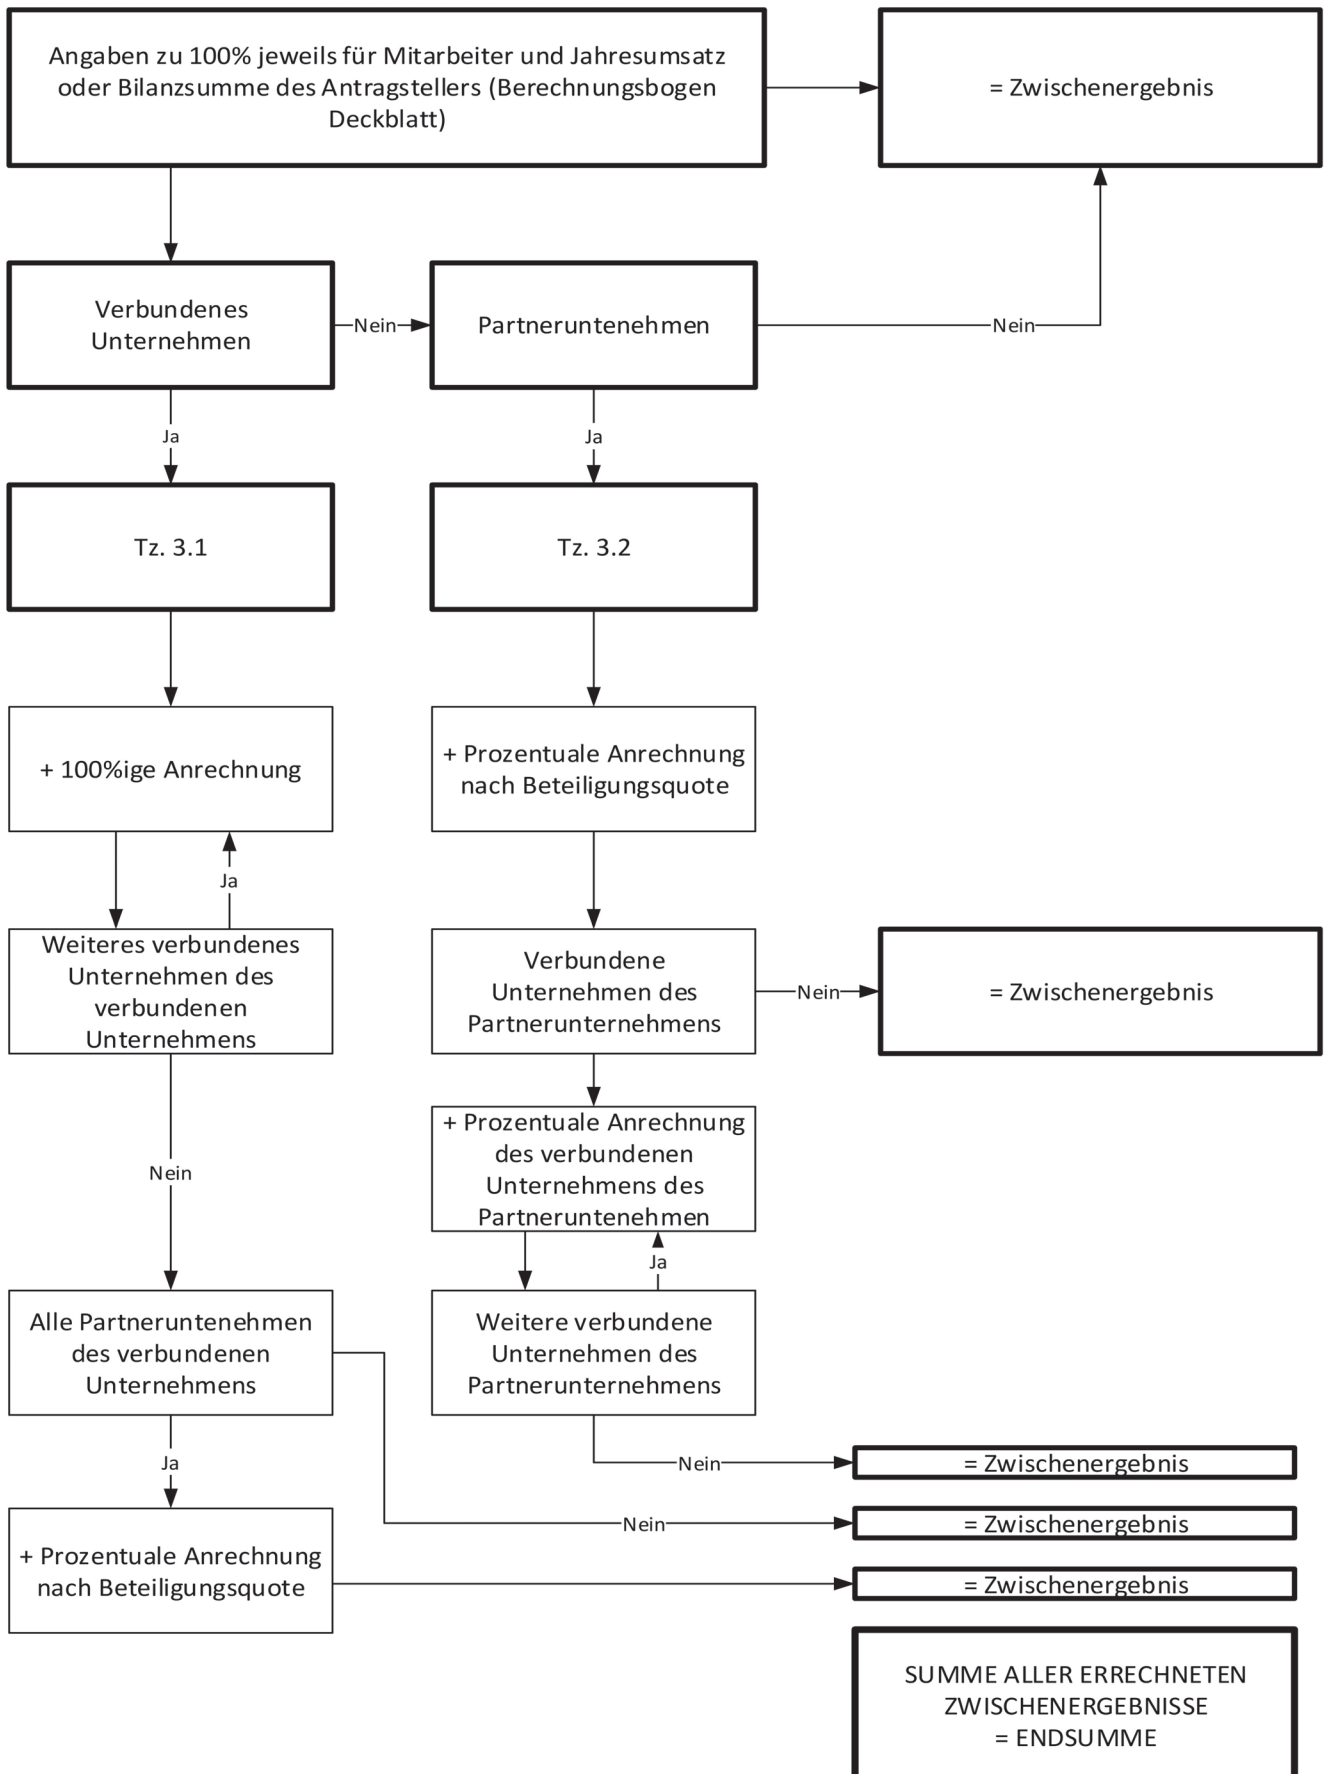 Angaben zu 100% jeweils für Mitarbeiter und Jahresumsatz
oder Bilanzsumme des Antragstellers (Berechnungsbogen
Deckblatt)
= Zwischenergebnis
Verbundenes
Unternehmen
Nein
Partneruntenehmen
Nein
Ja
Ja
Tz. 3.1
Tz. 3.2
+ 100%ige Anrechnung
+ Prozentuale Anrechnung
nach Beteiligungsquote
Ja
Weiteres verbundenes
Unternehmen des
verbundenen
Unternehmens
Verbundene
Unternehmen des
Partnerunternehmens
Nein
= Zwischenergebnis
Nein
+ Prozentuale Anrechnung
des verbundenen
Unternehmens des
Partneruntenehmen
Ja
Alle Partneruntenehmen
des verbundenen
Unternehmens
Weitere verbundene
Unternehmen des
Partnerunternehmens
Ja
Nein
= Zwischenergebnis
Nein
= Zwischenergebnis
+ Prozentuale Anrechnung
nach Beteiligungsquote
= Zwischenergebnis
SUMME ALLER ERRECHNETEN
ZWISCHENERGEBNISSE
= ENDSUMME